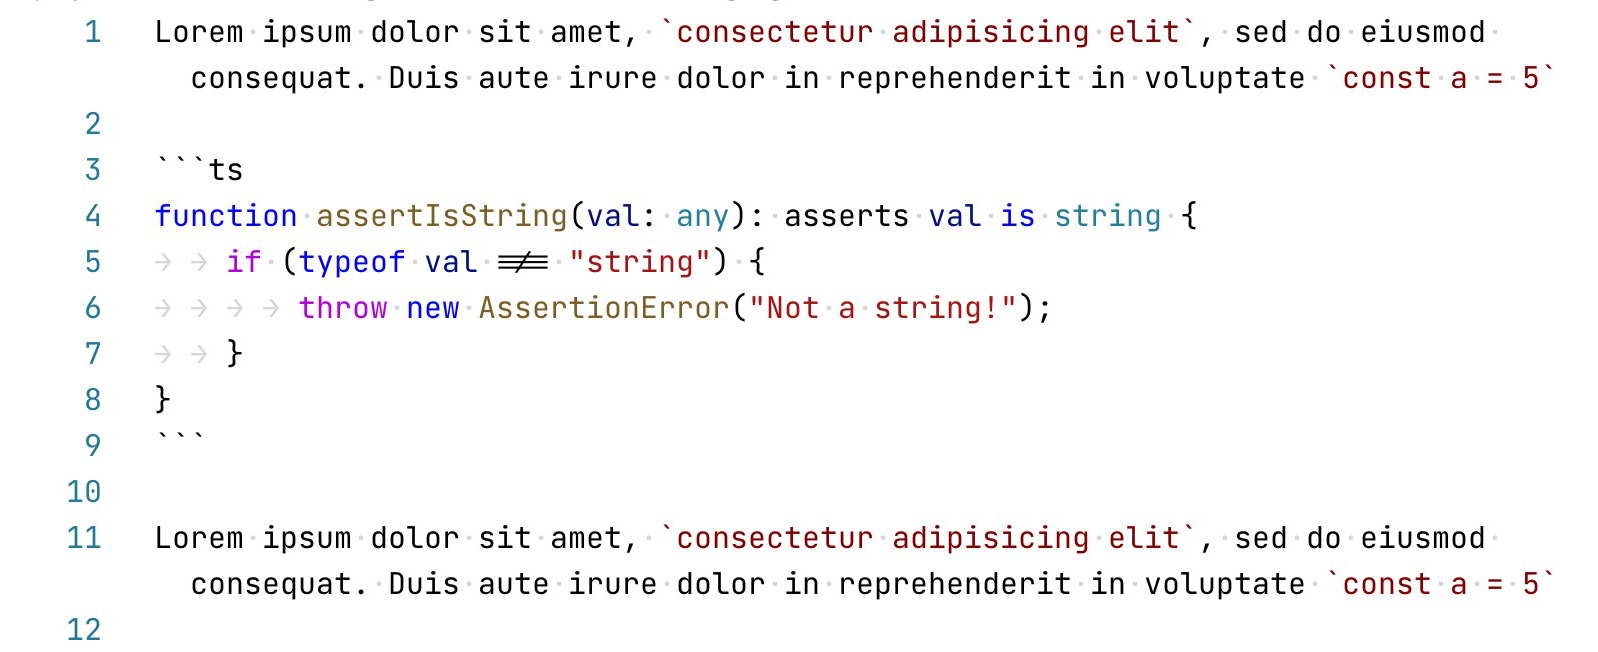 1 Lorem ipsum dolor sit amet, `consectetur adipisicing elit`, sed do eiusmod
consequat. Duis aute irure dolor in reprehenderit in voluptate `const a = 5`
2
3 ```ts
4 function assertIsString(val: any): asserts val is string {
5 → → if (typeof val !== "string") {
6 → → → → throw new AssertionError("Not a string!");
7 → → }
8 }
9 ```
10
11 Lorem ipsum dolor sit amet, `consectetur adipisicing elit`, sed do eiusmod
consequat. Duis aute irure dolor in reprehenderit in voluptate `const a = 5`
12